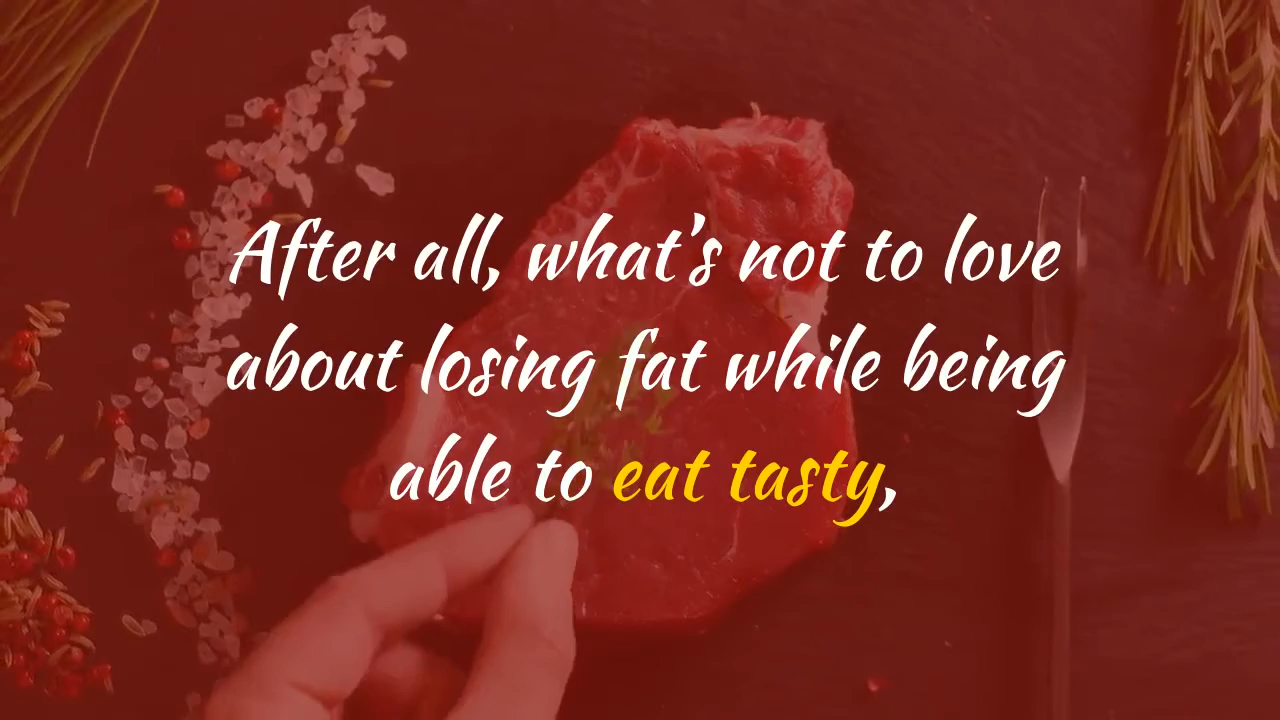 After all, what's not to love
about losing fat while being
able to eat tasty,